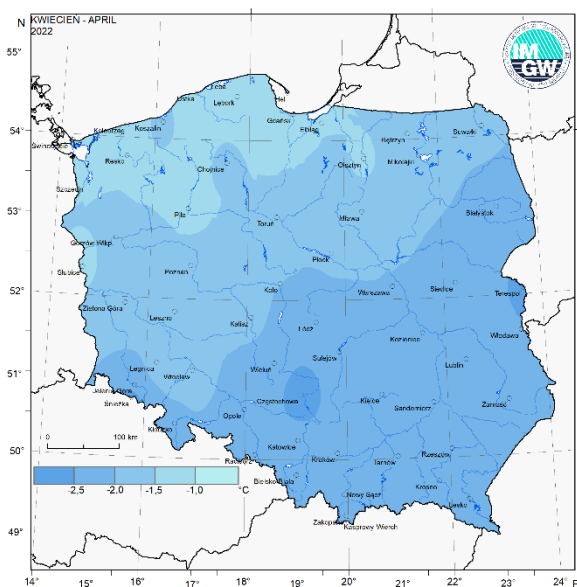 N
KWIECIEŃ - APRIL
2022
IMGW
55°
54°
53°
52°
51°
50°
49°
Łeba
Ustka
Lębork
Hel
Gdańsk
Elbląg
Kołobrzeg
Koszalin
Kętrzyn
Suwałki
Świnoujście
Resko
Chojnice
Olsztyn
Mikołajki
Szczecin
Piła
Toruń
Mława
Białystok
Gorzów Wlkp.
Słubice
Poznań
Płock
Koło
Warszawa
Siedlce
Terespol
Zielona Góra
Leszno
Kalisz
Łódź
Kozienice
Włodawa
Sulejów
Legnica
Wrocław
Wieluń
Lublin
Jelenia Góra
Śnieżka
Opole
Częstochowa
Kielce
Sandomierz
Zamość
Kłodzko
0 100 km
Katowice
Racibórz
Kraków
Tarnów
Rzeszów
Bielsko-Biała
Nowy Sącz
Krosno
Lesko
Zakopane
Kasprowy Wierch
-2,5 -2,0 -1,5 -1,0 °C
14° 15° 16° 17° 18° 19° 20° 21° 22° 23° 24° E